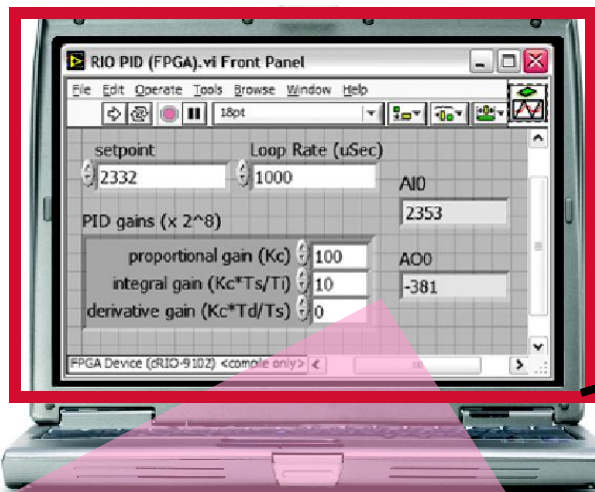 RIO PID (FPGA).vi Front Panel
File Edit Operate Tools Browse Window Help
18pt
setpoint Loop Rate (uSec)
2332 1000
AI0
2353
PID gains (x 2^8)
proportional gain (Kc) 100
AO0
integral gain (Kc*Ts/Ti) 10
-381
derivative gain (Kc*Td/Ts) 0
FPGA Device (cRIO-9102) <compile only>